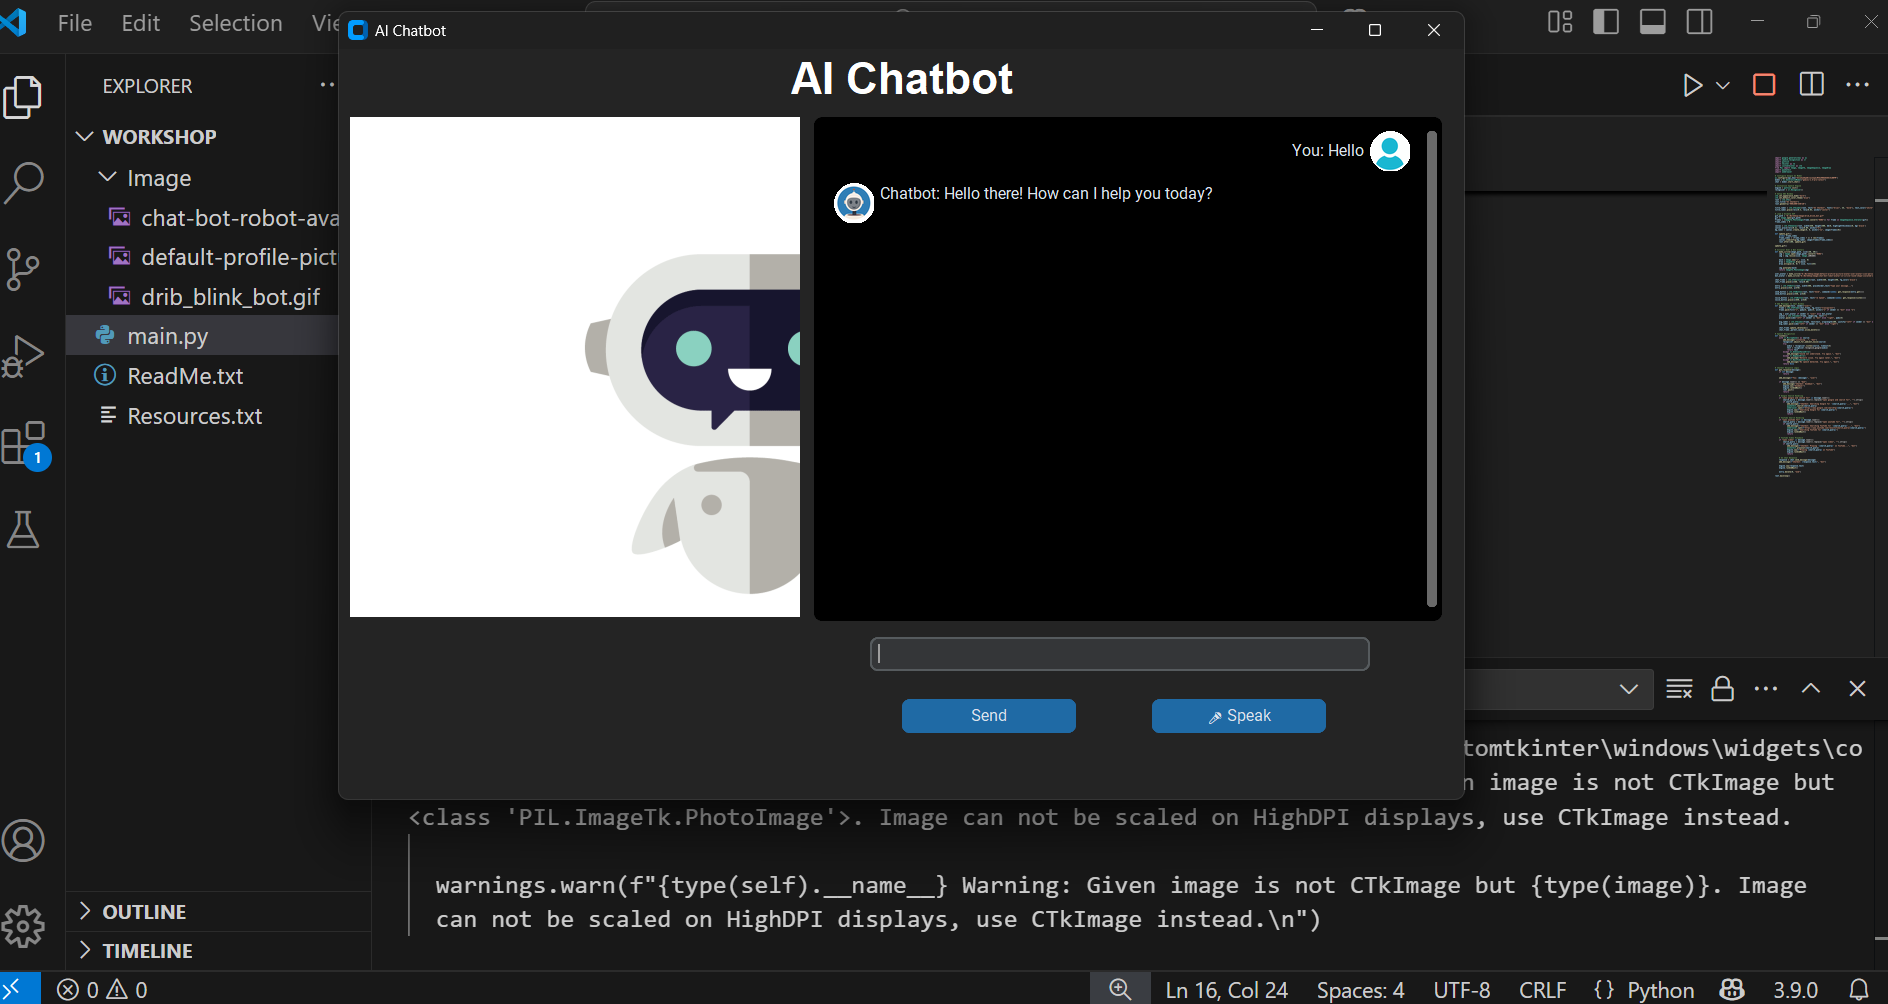 File Edit Selection
AI Chatbot
AI Chatbot
EXPLORER
WORKSHOP
Image
chat-bot-robot-ava
default-profile-pict
drib_blink_bot.gif
main.py
ReadMe.txt
Resources.txt
OUTLINE
TIMELINE
1
You: Hello
Chatbot: Hello there! How can I help you today?
Send
Speak
tomtkinter\windows\widgets\co
n image is not CTkImage but
<class 'PIL.ImageTk.PhotoImage'>. Image can not be scaled on HighDPI displays, use CTkImage instead.
warnings.warn(f"{type(self).__name__} Warning: Given image is not CTkImage but {type(image)}. Image
can not be scaled on HighDPI displays, use CTkImage instead.\n")
0 0
Ln 16, Col 24 Spaces: 4 UTF-8 CRLF {} Python 3.9.0